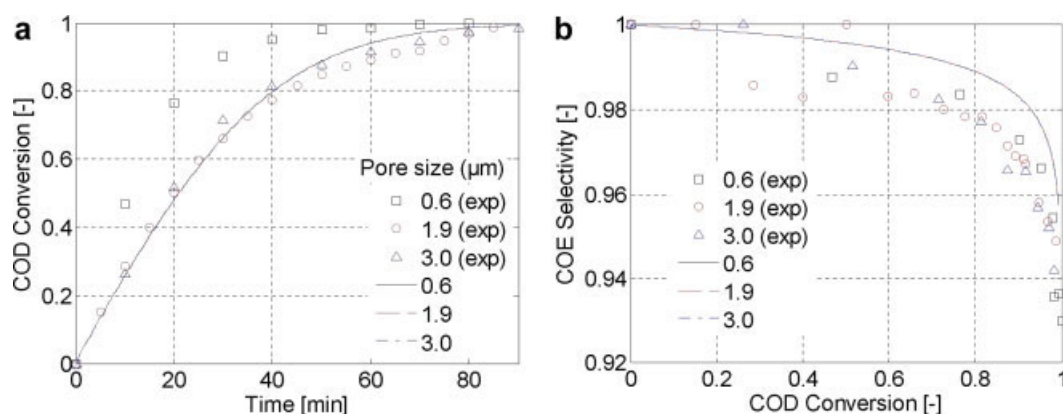 a
COD Conversion [-]
1
0.8
0.6
0.4
0.2
0
0
20
40
60
80
Time [min]
Pore size (µm)
0.6 (exp)
1.9 (exp)
3.0 (exp)
0.6
1.9
3.0
b
COE Selectivity [-]
1
0.98
0.96
0.94
0.92
0
0.2
0.4
0.6
0.8
1
COD Conversion [-]
0.6 (exp)
1.9 (exp)
3.0 (exp)
0.6
1.9
3.0